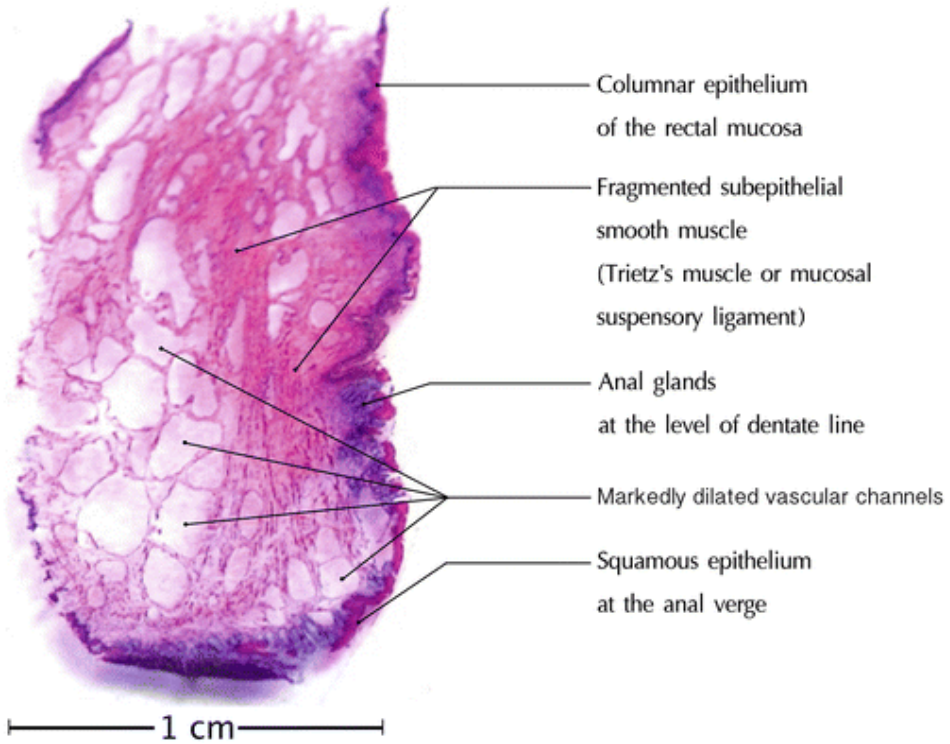 Columnar epithelium
of the rectal mucosa
Fragmented subepithelial
smooth muscle
(Trietz's muscle or mucosal
suspensory ligament)
Anal glands
at the level of dentate line
Markedly dilated vascular channels
Squamous epithelium
at the anal verge
1 cm